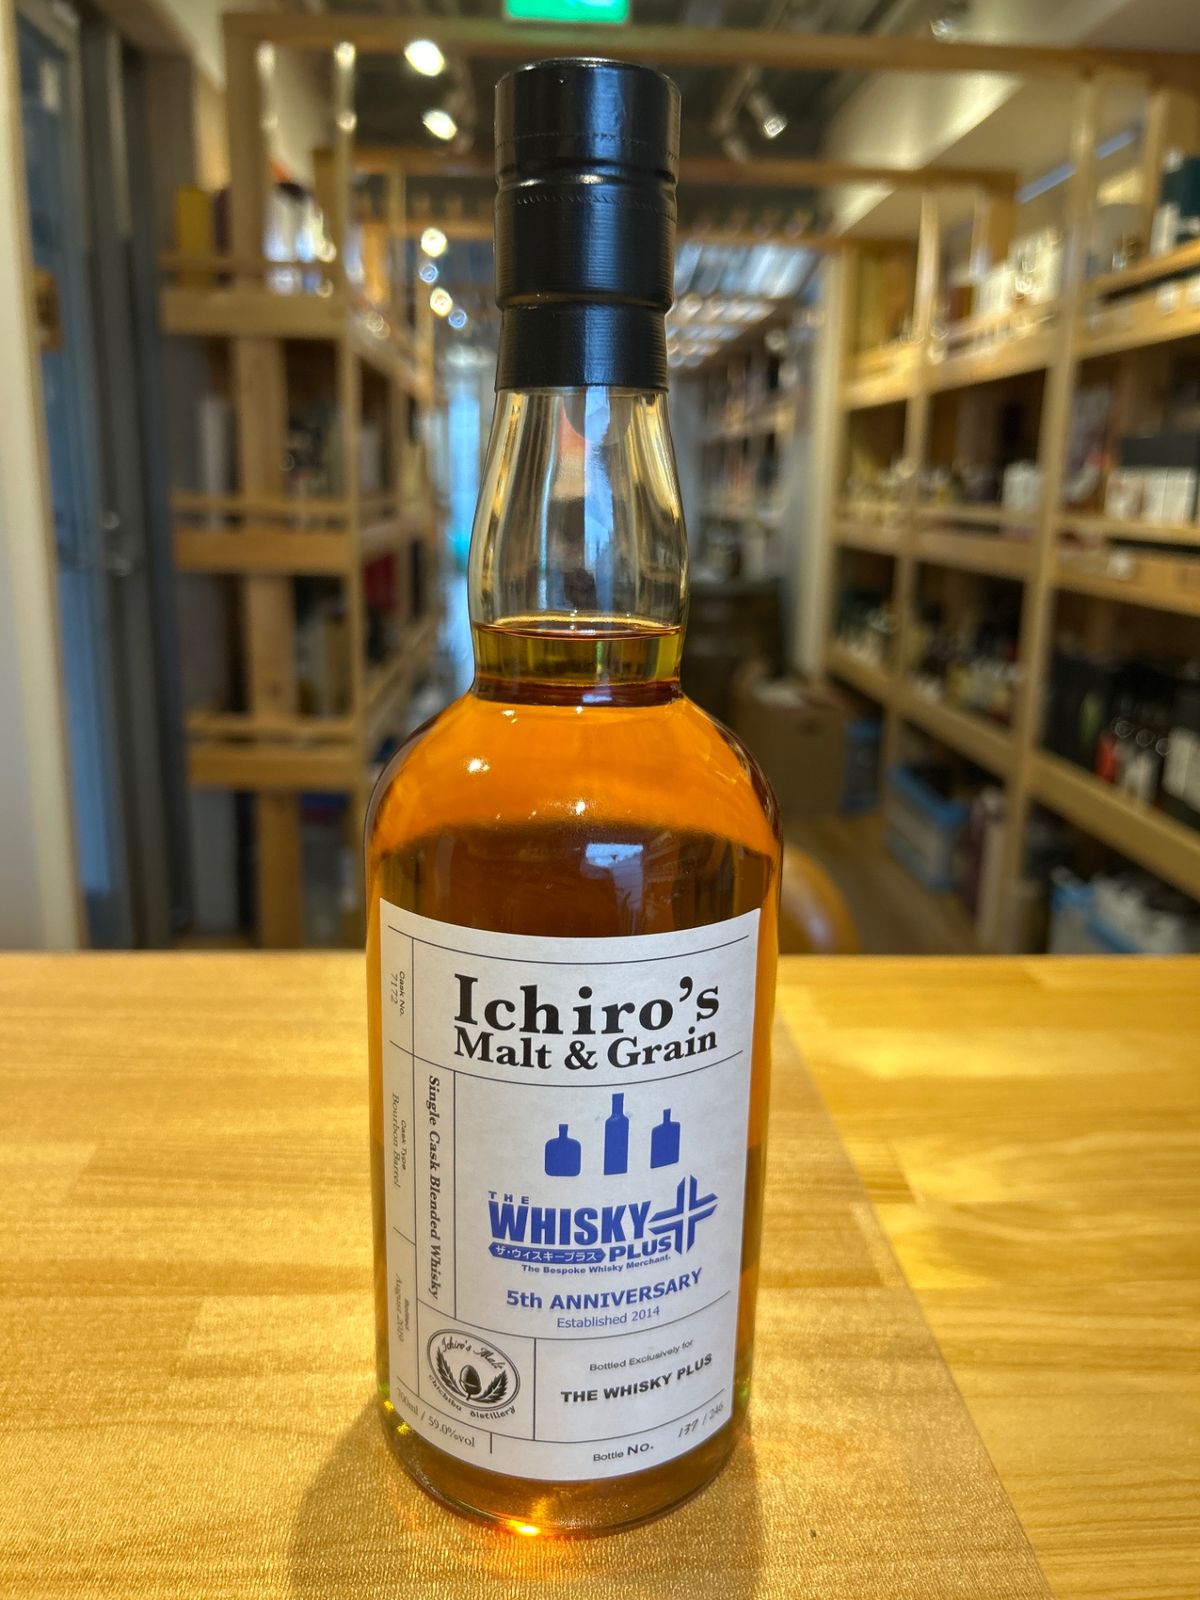 Ichiro's
Malt & Grain
Cask No.
7172
Cask Type
Bourbon Barrel
Bottled
August 2019
Single Cask Blended Whisky
THE
WHISKY
PLUS
ザ・ウイスキープラス
The Bespoke Whisky Merchant.
5th ANNIVERSARY
Established 2014
Ichiro's Malt
Chichibu distillery
Bottled Exclusively for
THE WHISKY PLUS
700ml / 59.0%vol
Bottle No. 137 / 246